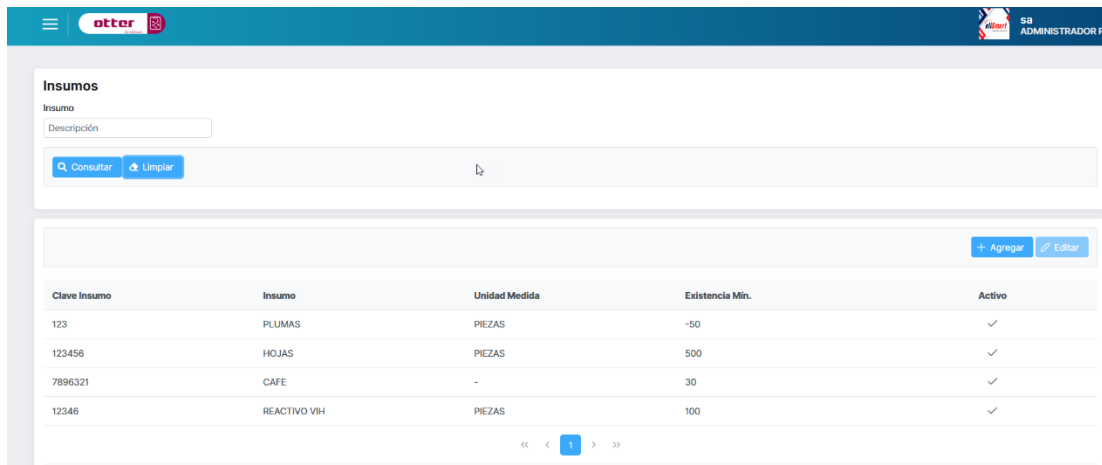 otter
sa
ADMINISTRADOR
Insumos
Insumo
Descripción
Consultar Limpiar
Agregar Editar
Clave Insumo Insumo Unidad Medida Existencia Mín. Activo
123 PLUMAS PIEZAS -50
123456 HOJAS PIEZAS 500
7896321 CAFE - 30
12346 REACTIVO VIH PIEZAS 100
1